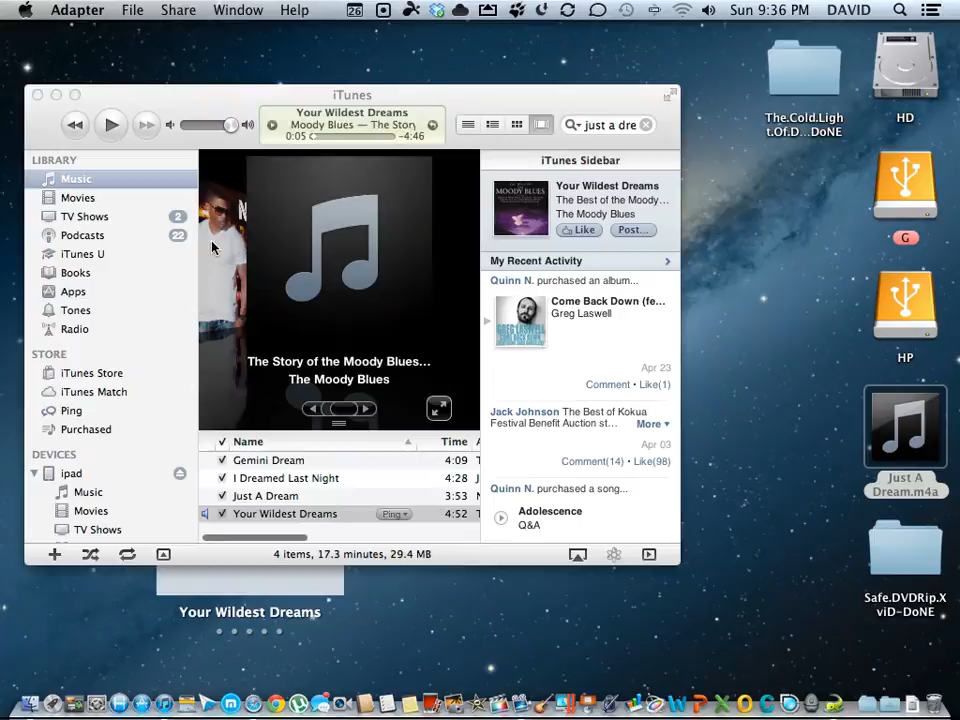 Adapter File Share Window Help 26 Sun 9:36 PM DAVID
iTunes
Your Wildest Dreams
Moody Blues — The Story
0:05 -4:46
just a dre
LIBRARY
Music
Movies
TV Shows 2
Podcasts 22
iTunes U
Books
Apps
Tones
Radio
STORE
iTunes Store
iTunes Match
Ping
Purchased
DEVICES
ipad
Music
Movies
TV Shows
The Story of the Moody Blues...
The Moody Blues
Name Time
Gemini Dream 4:09
I Dreamed Last Night 4:28
Just A Dream 3:53
Your Wildest Dreams Ping 4:52
4 items, 17.3 minutes, 29.4 MB
iTunes Sidebar
MOODY BLUES
Your Wildest Dreams
The Best of the Moody...
The Moody Blues
Like Post...
My Recent Activity
Quinn N. purchased an album...
GREG LASWELL
Come Back Down (fe...
Greg Laswell
Apr 23
Comment • Like(1)
Jack Johnson The Best of Kokua
Festival Benefit Auction st... More
Apr 03
Comment(14) • Like(98)
Quinn N. purchased a song...
Adolescence
Q&A
Your Wildest Dreams
The.Cold.Ligh
t.Of.D...DoNE
HD
G
HP
Just A
Dream.m4a
Safe.DVDRip.X
viD-DoNE